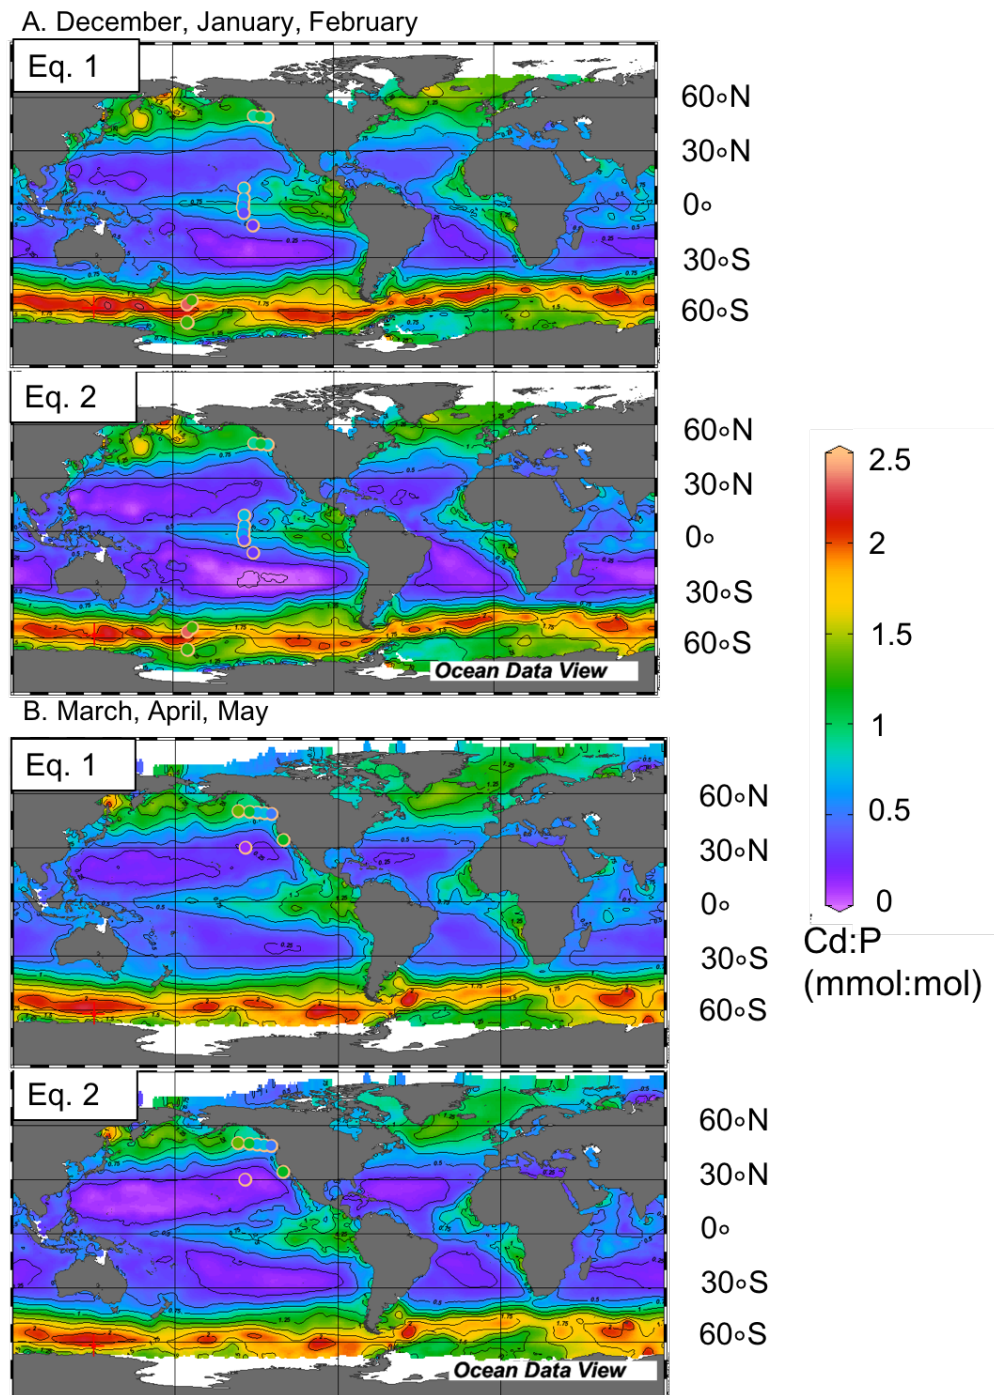 A. December, January, February
Eq. 1
60∘N
30∘N
0∘
30∘S
60∘S
Eq. 2
60∘N
30∘N
0∘
30∘S
60∘S
Ocean Data View
2.5
2
1.5
1
0.5
0
Cd:P
(mmol:mol)
B. March, April, May
Eq. 1
60∘N
30∘N
0∘
30∘S
60∘S
Eq. 2
60∘N
30∘N
0∘
30∘S
60∘S
Ocean Data View